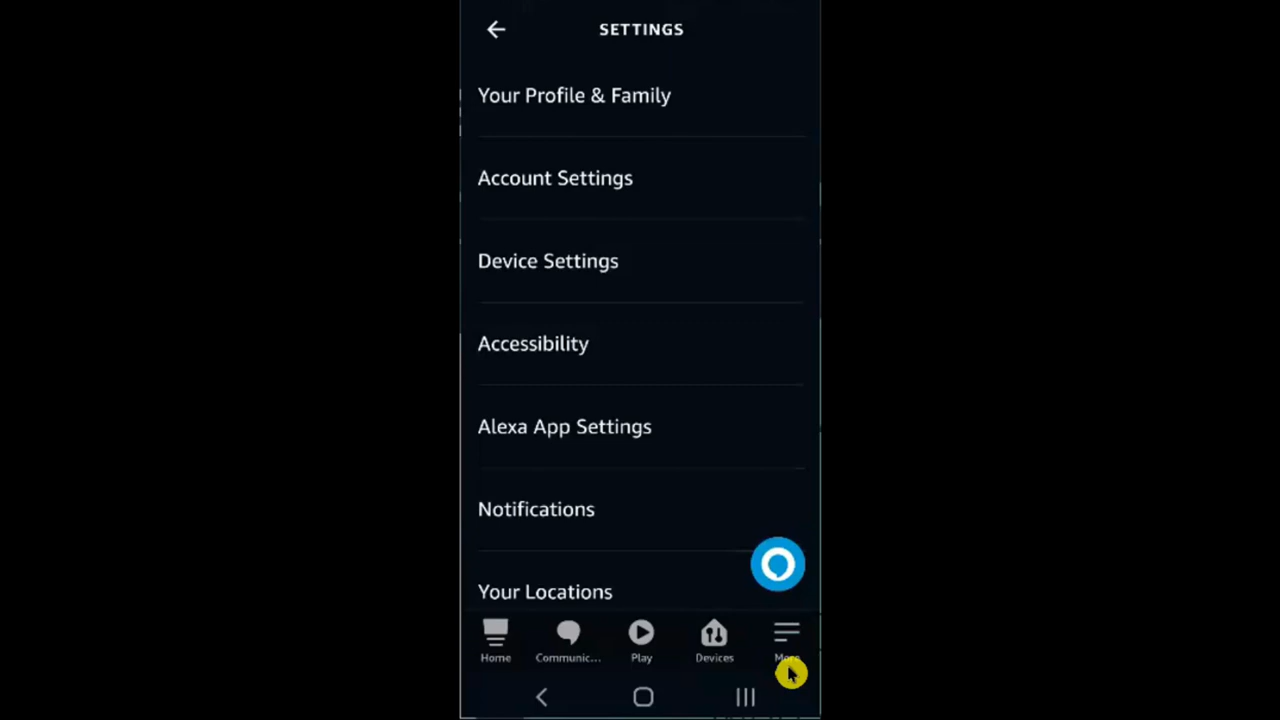 SETTINGS
Your Profile & Family
Account Settings
Device Settings
Accessibility
Alexa App Settings
Notifications
Your Locations
Home Communic... Play Devices More